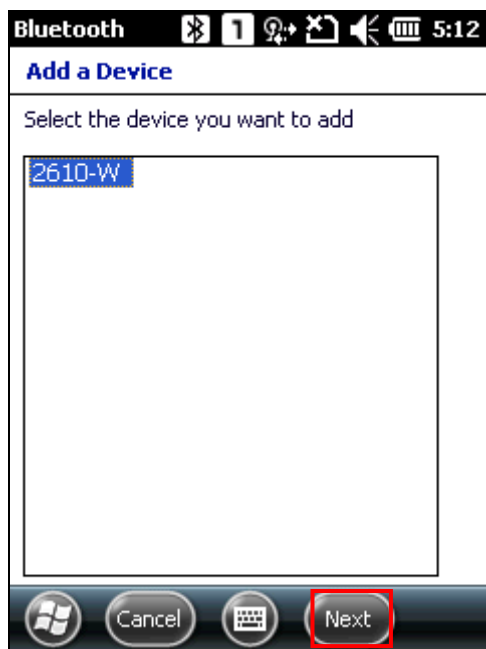 Bluetooth 1 5:12
Add a Device
Select the device you want to add
2610-W
Cancel Next